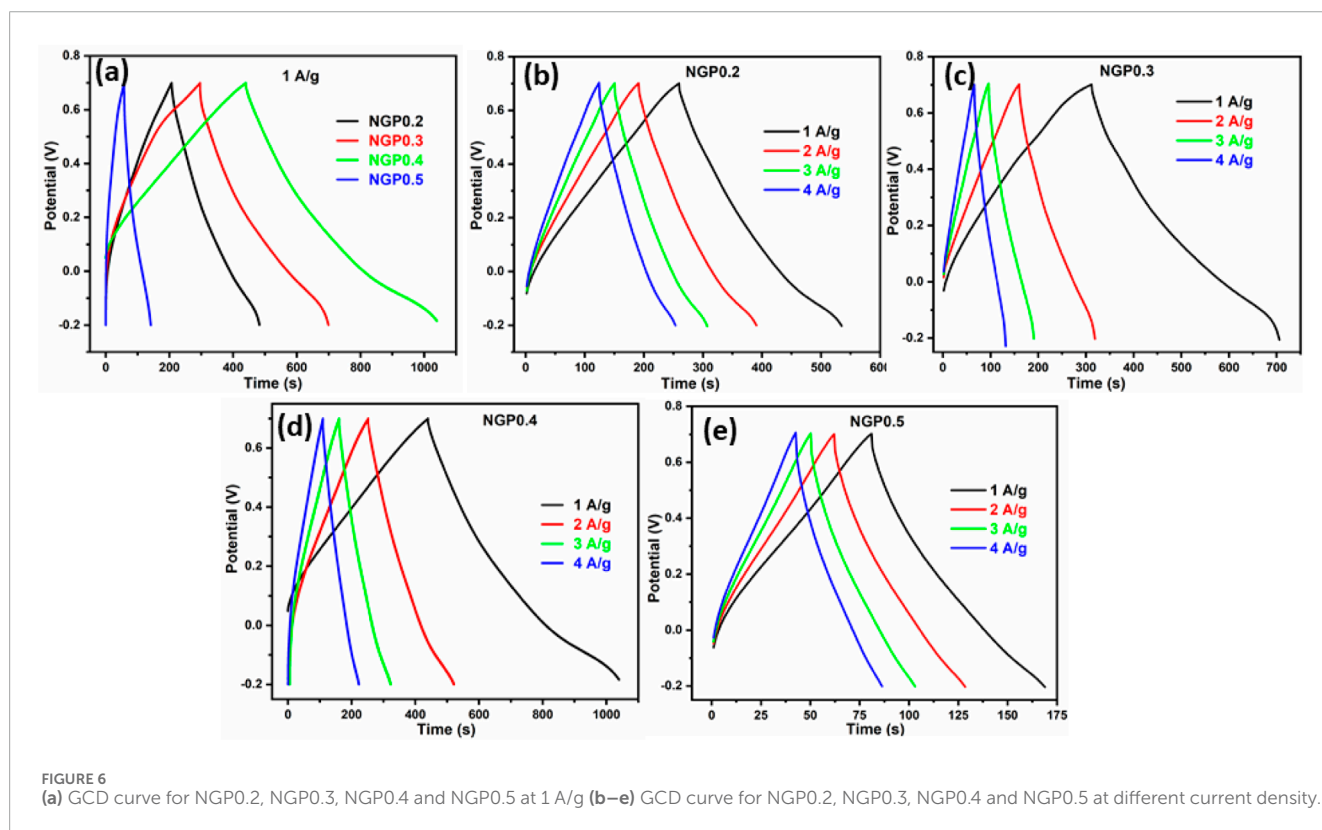 (a)
1 A/g
NGP0.2
NGP0.3
NGP0.4
NGP0.5
0.8
0.6
0.4
0.2
0.0
-0.2
Potential (V)
0 200 400 600 800 1000
Time (s)
(b)
NGP0.2
1 A/g
2 A/g
3 A/g
4 A/g
0.8
0.6
0.4
0.2
0.0
-0.2
Potential (V)
0 100 200 300 400 500 600
Time (s)
(c)
NGP0.3
1 A/g
2 A/g
3 A/g
4 A/g
0.8
0.6
0.4
0.2
0.0
-0.2
Potential (V)
0 100 200 300 400 500 600 700
Time (s)
(d)
NGP0.4
1 A/g
2 A/g
3 A/g
4 A/g
0.7
0.4
0.1
-0.2
Potential (V)
0 200 400 600 800 1000
Time (s)
(e)
NGP0.5
1 A/g
2 A/g
3 A/g
4 A/g
0.8
0.6
0.4
0.2
0.0
-0.2
Potential (V)
0 25 50 75 100 125 150 175
Time (s)
FIGURE 6
(a) GCD curve for NGP0.2, NGP0.3, NGP0.4 and NGP0.5 at 1 A/g (b–e) GCD curve for NGP0.2, NGP0.3, NGP0.4 and NGP0.5 at different current density.